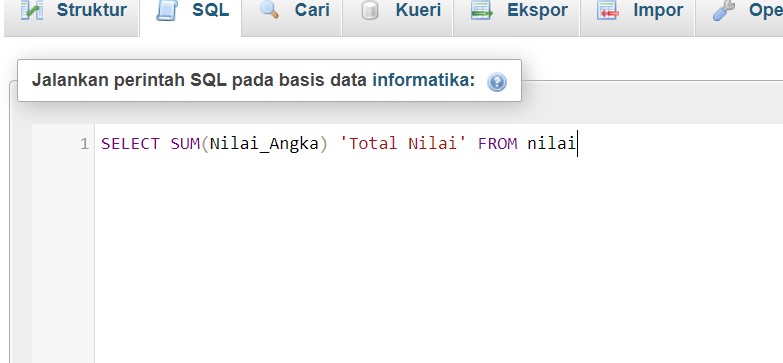 Struktur SQL Cari Kueri Ekspor Impor Ope
Jalankan perintah SQL pada basis data informatika:
1 SELECT SUM(Nilai_Angka) 'Total Nilai' FROM nilai